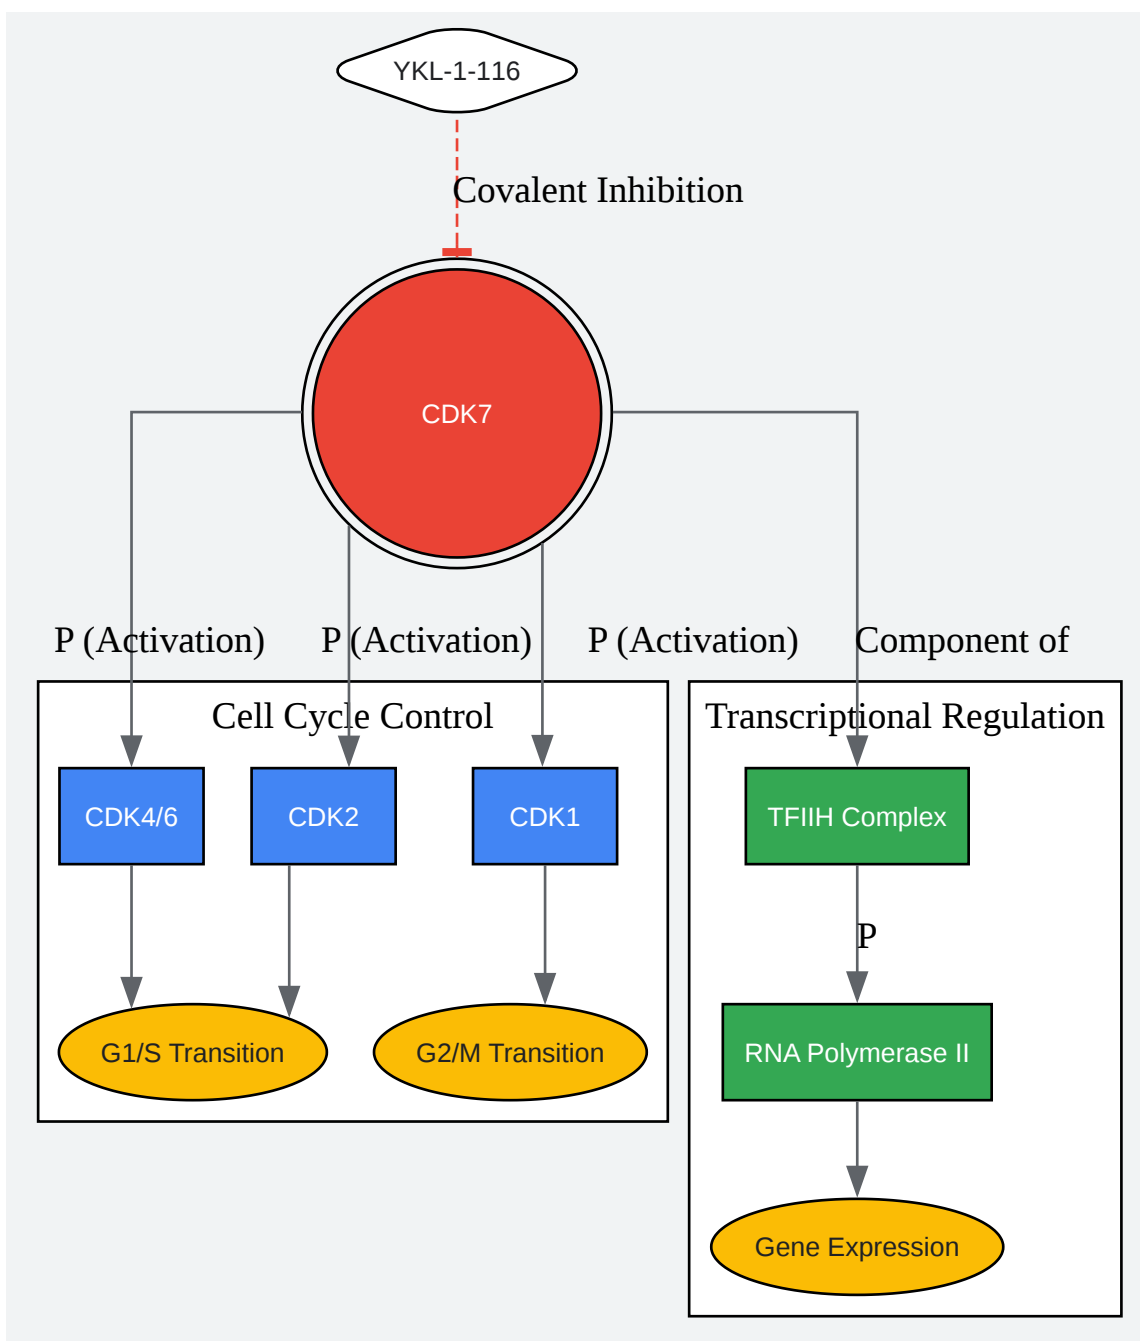 YKL-1-116
Covalent Inhibition
CDK7
P (Activation)
P (Activation)
P (Activation)
Component of
Cell Cycle Control
Transcriptional Regulation
CDK4/6
CDK2
CDK1
TFIIH Complex
P
G1/S Transition
G2/M Transition
RNA Polymerase II
Gene Expression